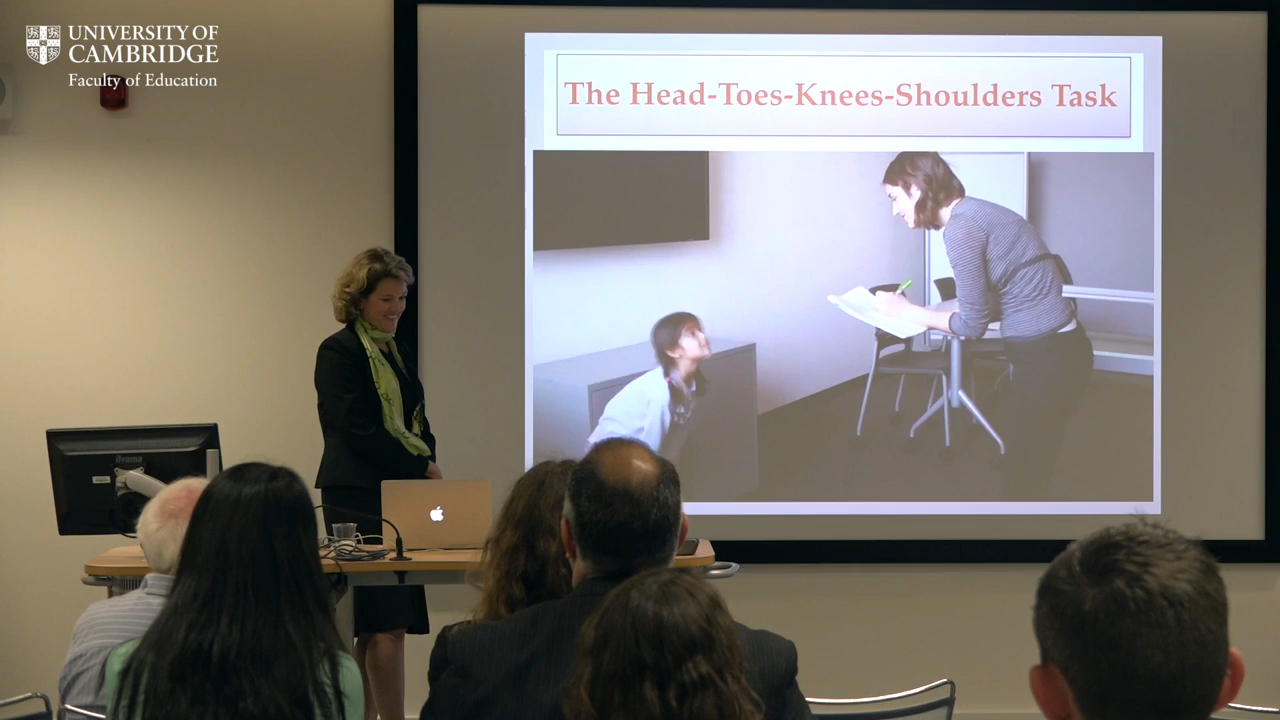 UNIVERSITY OF
CAMBRIDGE
Faculty of Education
The Head-Toes-Knees-Shoulders Task
iiyama